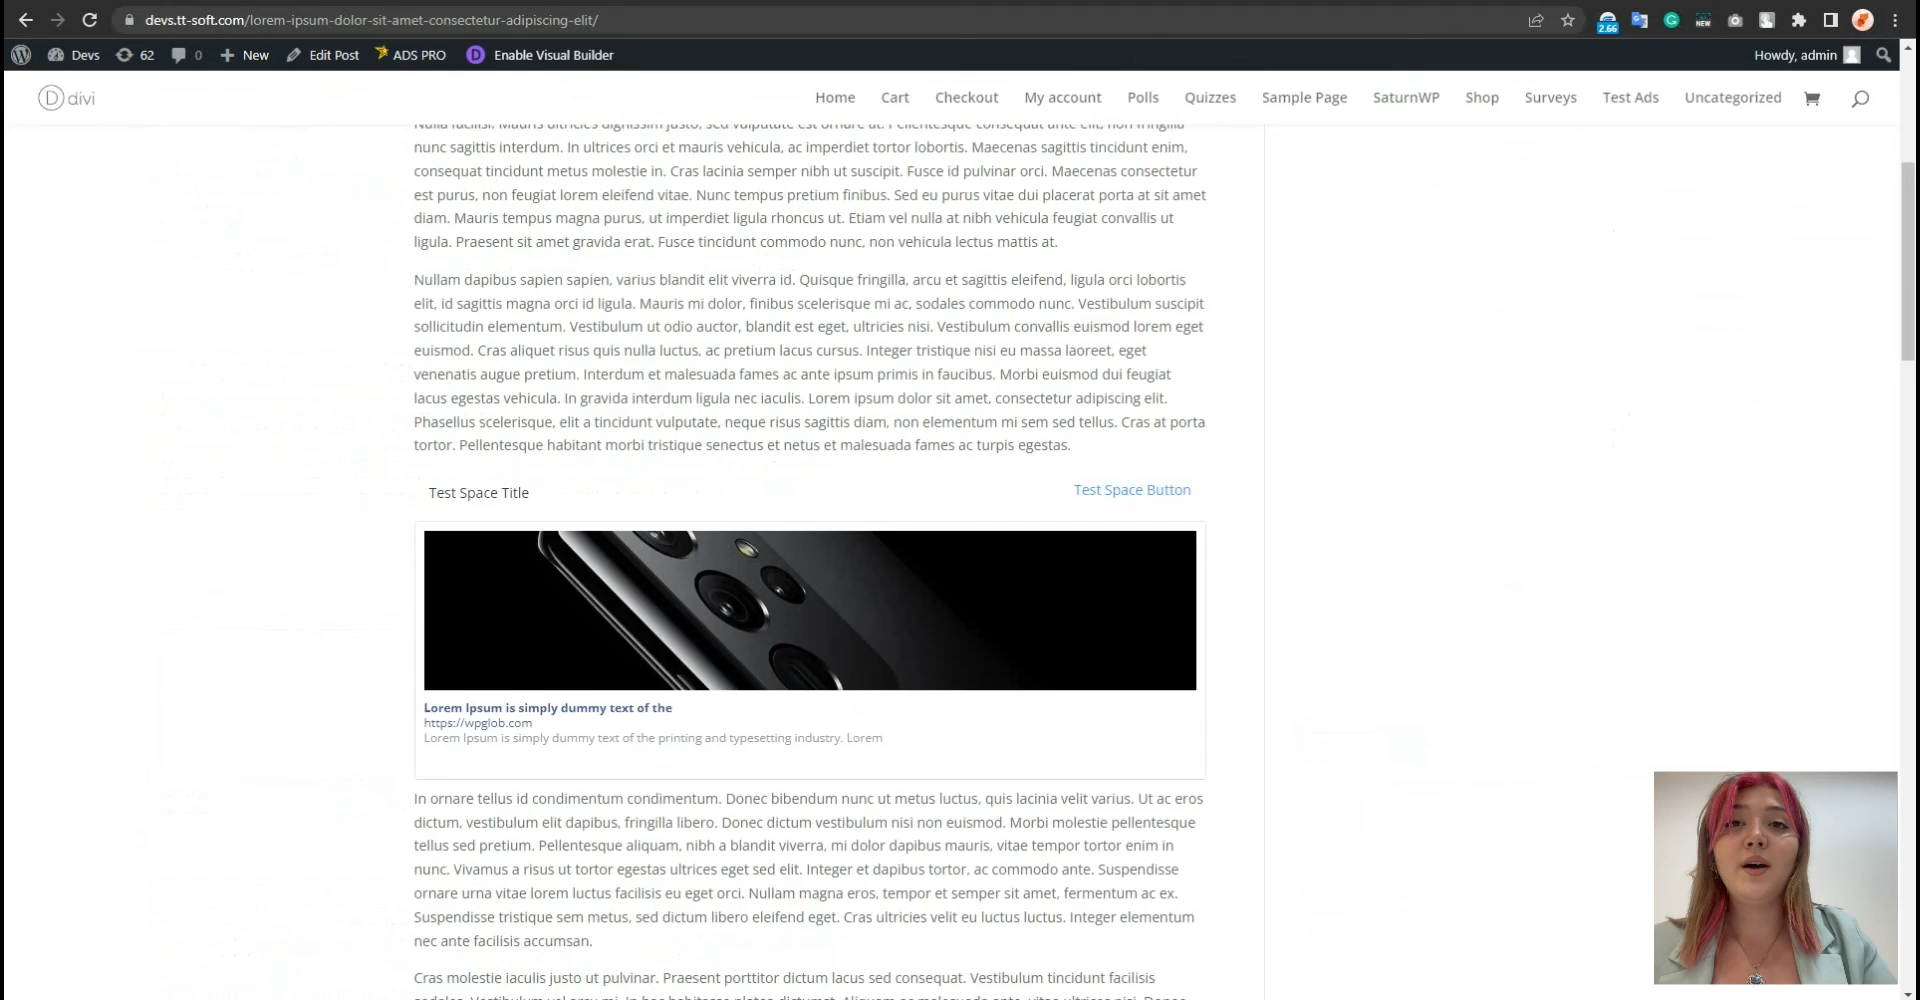 devs.tt-soft.com/lorem-ipsum-dolor-sit-amet-consectetur-adipiscing-elit/
2.66
NEW
Devs 62 0 New Edit Post ADS PRO D Enable Visual Builder Howdy, admin
D divi Home Cart Checkout My account Polls Quizzes Sample Page SaturnWP Shop Surveys Test Ads Uncategorized
Nulla facilisi, Mauris ultricies dignissim justo, sed vulputate est ornare at. Pellentesque consequat ante elit, non fringilla
nunc sagittis interdum. In ultrices orci et mauris vehicula, ac imperdiet tortor lobortis. Maecenas sagittis tincidunt enim,
consequat tincidunt metus molestie in. Cras lacinia semper nibh ut suscipit. Fusce id pulvinar orci. Maecenas consectetur
est purus, non feugiat lorem eleifend vitae. Nunc tempus pretium finibus. Sed eu purus vitae dui placerat porta at sit amet
diam. Mauris tempus magna purus, ut imperdiet ligula rhoncus ut. Etiam vel nulla at nibh vehicula feugiat convallis ut
ligula. Praesent sit amet gravida erat. Fusce tincidunt commodo nunc, non vehicula lectus mattis at.
Nullam dapibus sapien sapien, varius blandit elit viverra id. Quisque fringilla, arcu et sagittis eleifend, ligula orci lobortis
elit, id sagittis magna orci id ligula. Mauris mi dolor, finibus scelerisque mi ac, sodales commodo nunc. Vestibulum suscipit
sollicitudin elementum. Vestibulum ut odio auctor, blandit est eget, ultricies nisi. Vestibulum convallis euismod lorem eget
euismod. Cras aliquet risus quis nulla luctus, ac pretium lacus cursus. Integer tristique nisi eu massa laoreet, eget
venenatis augue pretium. Interdum et malesuada fames ac ante ipsum primis in faucibus. Morbi euismod dui feugiat
lacus egestas vehicula. In gravida interdum ligula nec iaculis. Lorem ipsum dolor sit amet, consectetur adipiscing elit.
Phasellus scelerisque, elit a tincidunt vulputate, neque risus sagittis diam, non elementum mi sem sed tellus. Cras at porta
tortor. Pellentesque habitant morbi tristique senectus et netus et malesuada fames ac turpis egestas.
Test Space Title Test Space Button
Lorem Ipsum is simply dummy text of the
https://wpglob.com
Lorem Ipsum is simply dummy text of the printing and typesetting industry. Lorem
In ornare tellus id condimentum condimentum. Donec bibendum nunc ut metus luctus, quis lacinia velit varius. Ut ac eros
dictum, vestibulum elit dapibus, fringilla libero. Donec dictum vestibulum nisi non euismod. Morbi molestie pellentesque
tellus sed pretium. Pellentesque aliquam, nibh a blandit viverra, mi dolor dapibus mauris, vitae tempor tortor enim in
nunc. Vivamus a risus ut tortor egestas ultrices eget sed elit. Integer et dapibus tortor, ac commodo ante. Suspendisse
ornare urna vitae lorem luctus facilisis eu eget orci. Nullam magna eros, tempor et semper sit amet, fermentum ac ex.
Suspendisse tristique sem metus, sed dictum libero eleifend eget. Cras ultricies velit eu luctus luctus. Integer elementum
nec ante facilisis accumsan.
Cras molestie iaculis justo ut pulvinar. Praesent porttitor dictum lacus sed consequat. Vestibulum tincidunt facilisis